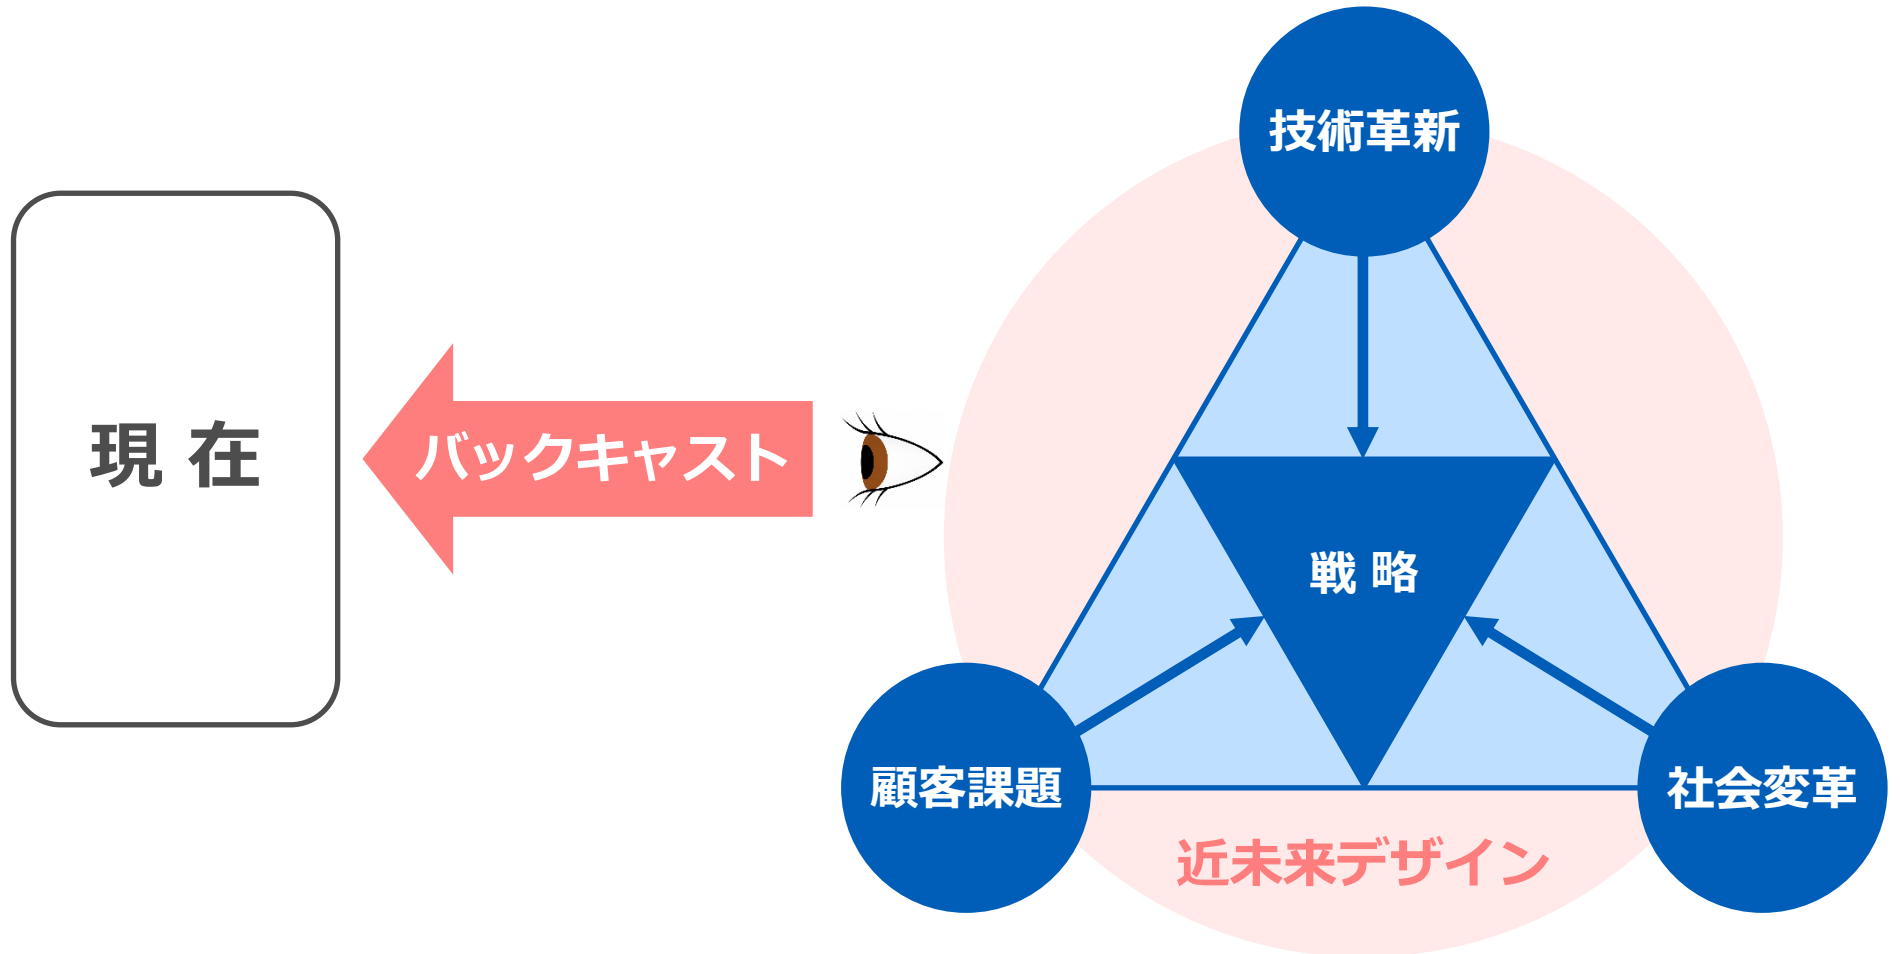 現 在
バックキャスト
技術革新
戦 略
顧客課題
社会変革
近未来デザイン